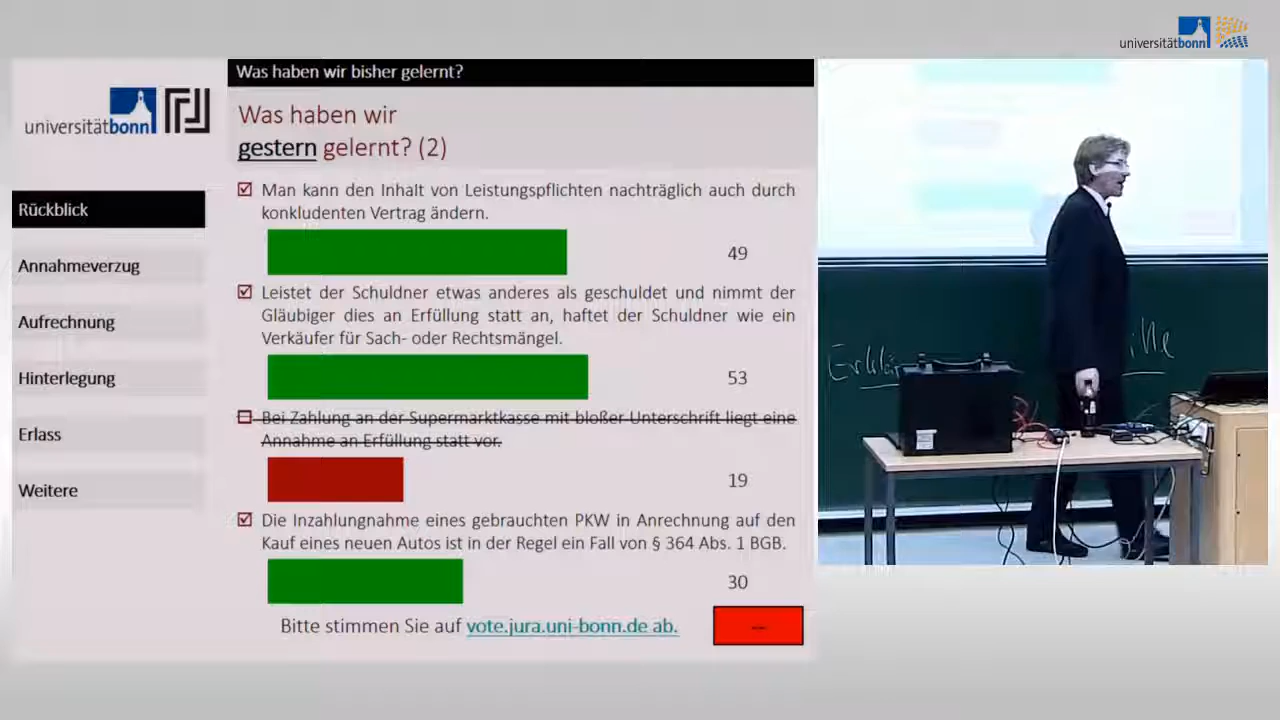 universitätbonn
Was haben wir bisher gelernt?
universitätbonn
Was haben wir
gestern gelernt? (2)
Rückblick
Annahmeverzug
Aufrechnung
Hinterlegung
Erlass
Weitere
Man kann den Inhalt von Leistungspflichten nachträglich auch durch
konkludenten Vertrag ändern.
49
Leistet der Schuldner etwas anderes als geschuldet und nimmt der
Gläubiger dies an Erfüllung statt an, haftet der Schuldner wie ein
Verkäufer für Sach- oder Rechtsmängel.
53
Bei Zahlung an der Supermarktkasse mit bloßer Unterschrift liegt eine
Annahme an Erfüllung statt vor.
19
Die Inzahlungnahme eines gebrauchten PKW in Anrechnung auf den
Kauf eines neuen Autos ist in der Regel ein Fall von § 364 Abs. 1 BGB.
30
Bitte stimmen Sie auf vote.jura.uni-bonn.de ab.